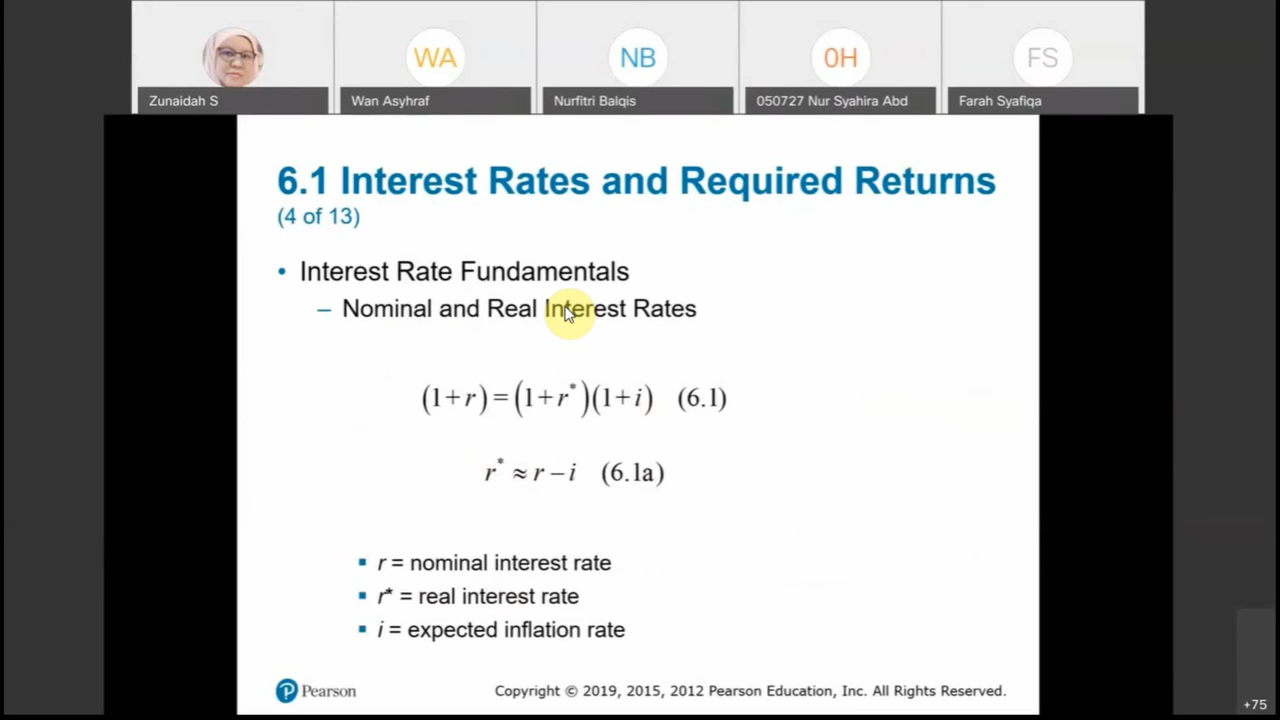 WA
NB
0H
FS
Zunaidah S
Wan Asyhraf
Nurfitri Balqis
050727 Nur Syahira Abd
Farah Syafiqa
6.1 Interest Rates and Required Returns
(4 of 13)
• Interest Rate Fundamentals
– Nominal and Real Interest Rates
(1+r)=(1+r*)(1+i) (6.1)
r* ≈ r – i (6.1a)
▪ r = nominal interest rate
▪ r* = real interest rate
▪ i = expected inflation rate
P Pearson
Copyright © 2019, 2015, 2012 Pearson Education, Inc. All Rights Reserved.
+75